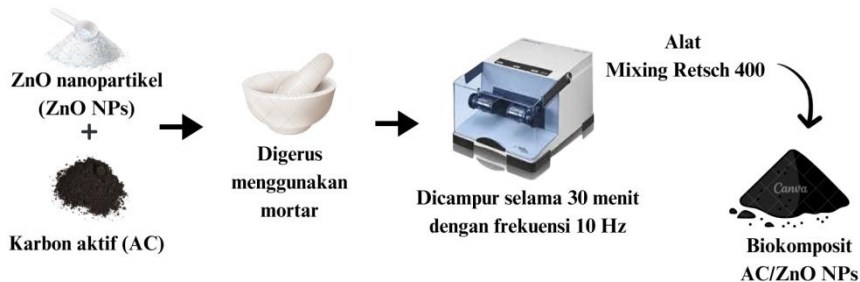 ZnO nanopartikel
(ZnO NPs)
+
Karbon aktif (AC)
Digerus
menggunakan
mortar
Dicampur selama 30 menit
dengan frekuensi 10 Hz
Alat
Mixing Retsch 400
Canva
Biokomposit
AC/ZnO NPs